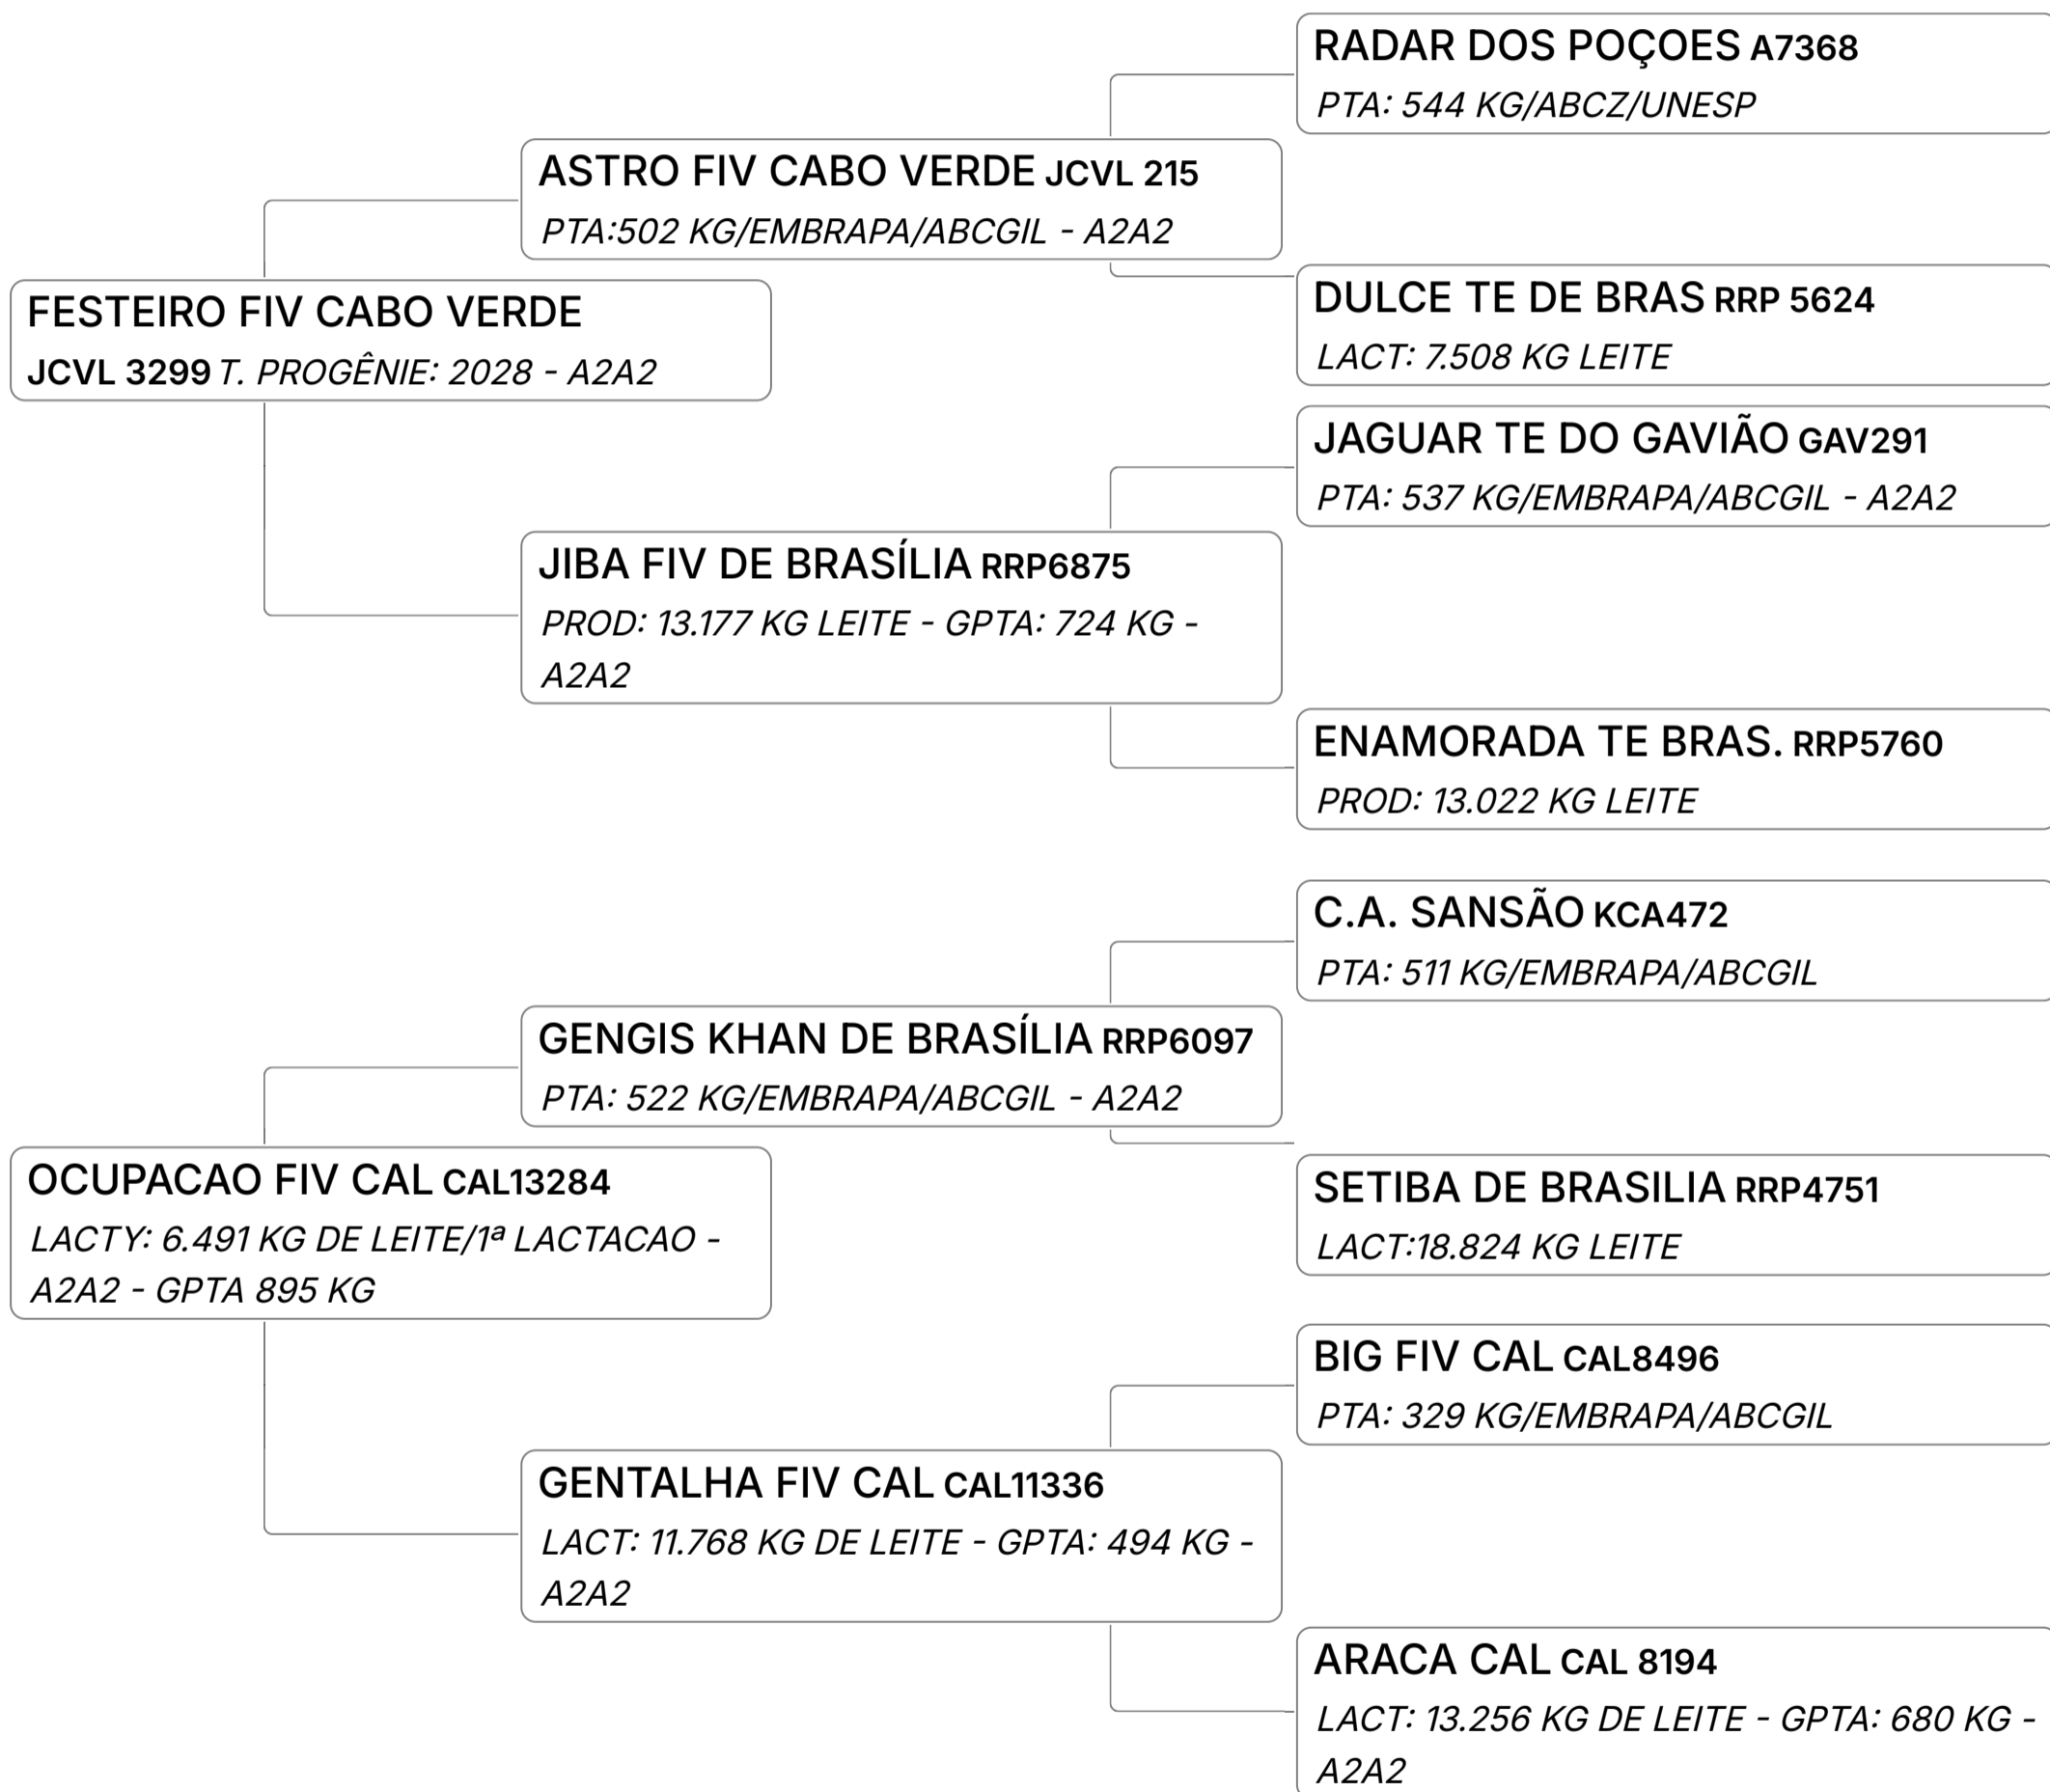 RADAR DOS POÇOES A7368
PTA: 544 KG/ABCZ/UNESP
ASTRO FIV CABO VERDE JCVL 215
PTA:502 KG/EMBRAPA/ABCGIL - A2A2
DULCE TE DE BRAS RRP 5624
LACT: 7.508 KG LEITE
FESTEIRO FIV CABO VERDE
JCVL 3299 T. PROGÊNIE: 2028 - A2A2
JAGUAR TE DO GAVIÃO GAV291
PTA: 537 KG/EMBRAPA/ABCGIL - A2A2
JIBA FIV DE BRASÍLIA RRP6875
PROD: 13.177 KG LEITE - GPTA: 724 KG -
A2A2
ENAMORADA TE BRAS. RRP5760
PROD: 13.022 KG LEITE
C.A. SANSÃO KCA472
PTA: 511 KG/EMBRAPA/ABCGIL
GENGIS KHAN DE BRASÍLIA RRP6097
PTA: 522 KG/EMBRAPA/ABCGIL - A2A2
SETIBA DE BRASILIA RRP4751
LACT:18.824 KG LEITE
OCUPACAO FIV CAL CAL13284
LACTY: 6.491 KG DE LEITE/1ª LACTACAO -
A2A2 - GPTA 895 KG
BIG FIV CAL CAL8496
PTA: 329 KG/EMBRAPA/ABCGIL
GENTALHA FIV CAL CAL11336
LACT: 11.768 KG DE LEITE - GPTA: 494 KG -
A2A2
ARACA CAL CAL 8194
LACT: 13.256 KG DE LEITE - GPTA: 680 KG -
A2A2